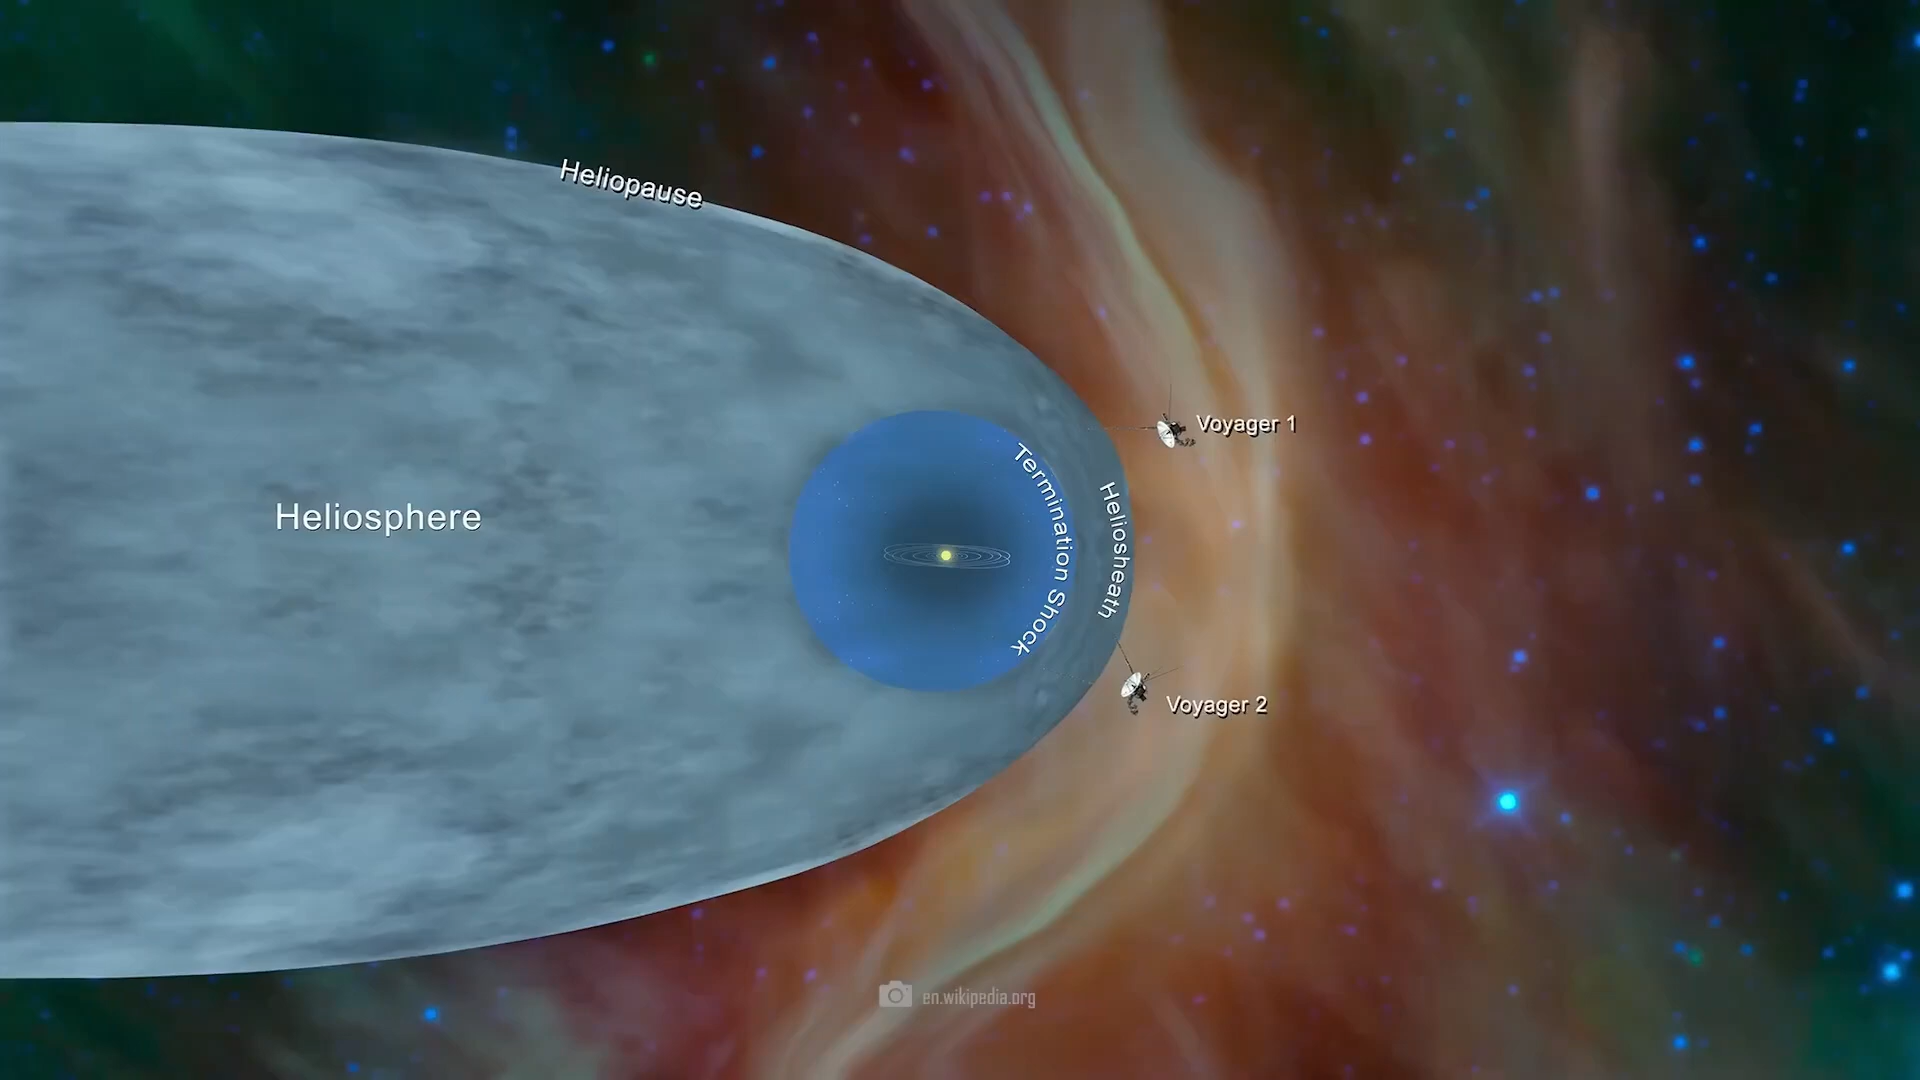 Heliopause
Voyager 1
Termination Shock
Heliosheath
Heliosphere
Voyager 2
en.wikipedia.org